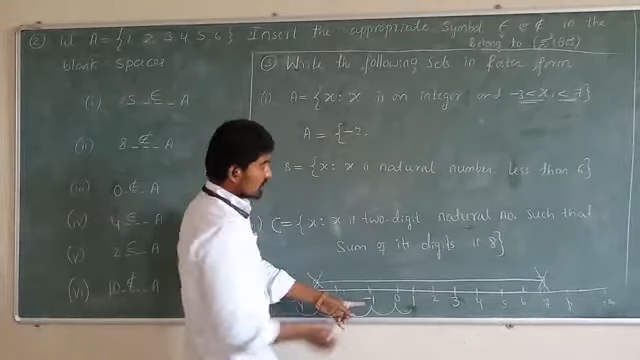 ② Let A = {1, 2, 3, 4, 5, 6} Insert the appropriate symbol ∈ or ∉ in the
blank spaces
Belong to
(i) 5 _∈_ A
(ii) 8 _∉_ A
(iii) 0 _∉_ A
(iv) 4 _∈_ A
(v) 2 _∈_ A
(vi) 10 _∉_ A
③ Write the following sets in roster form
(i) A = {x : x is an integer and -3 ≤ x ≤ 7}
A = {-2,
B = {x : x is natural number less than 6}
C = {x : x is two-digit natural no. such that
sum of its digits is 8}
-1 0 1 2 3 4 5 6 7 8